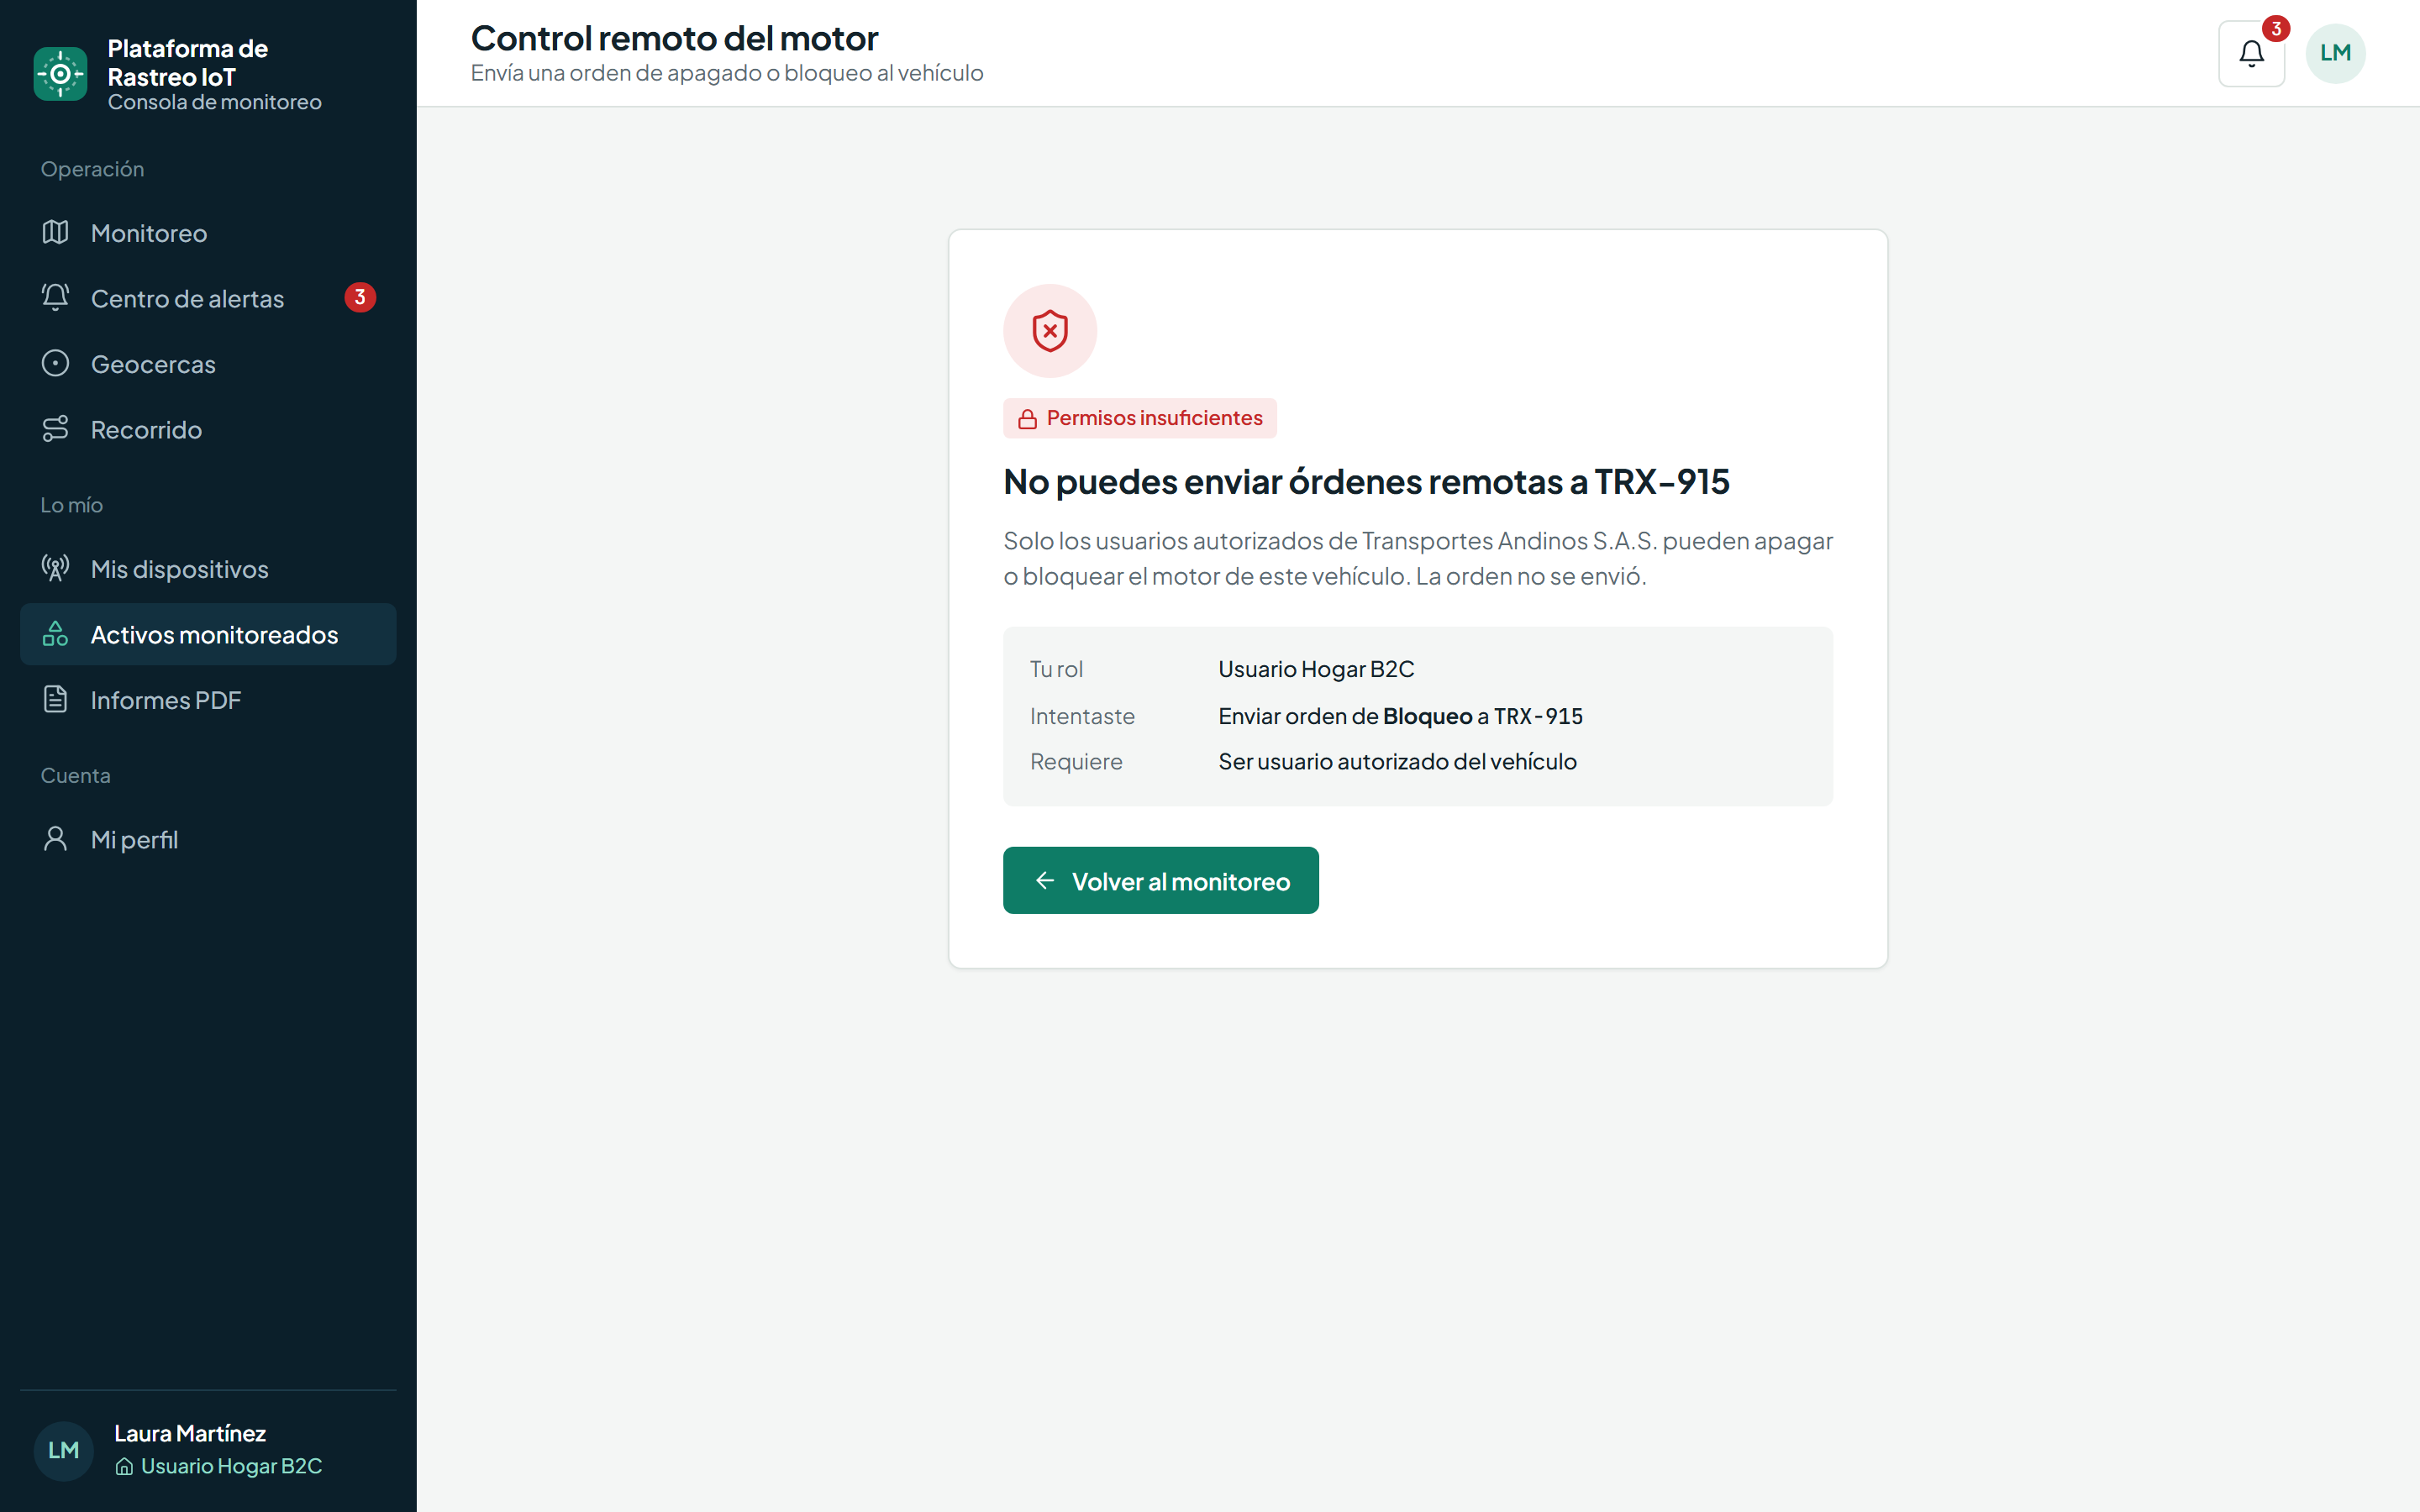 Plataforma de
Rastreo IoT
Consola de monitoreo
Operación
Monitoreo
Centro de alertas 3
Geocercas
Recorrido
Lo mío
Mis dispositivos
Activos monitoreados
Informes PDF
Cuenta
Mi perfil
LM
Laura Martínez
Usuario Hogar B2C
Control remoto del motor
Envía una orden de apagado o bloqueo al vehículo
3
LM
Permisos insuficientes
No puedes enviar órdenes remotas a TRX-915
Solo los usuarios autorizados de Transportes Andinos S.A.S. pueden apagar
o bloquear el motor de este vehículo. La orden no se envió.
Tu rol Usuario Hogar B2C
Intentaste Enviar orden de Bloqueo a TRX-915
Requiere Ser usuario autorizado del vehículo
Volver al monitoreo